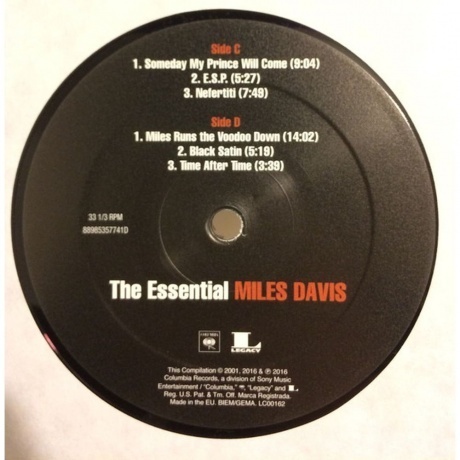 Side C
1. Someday My Prince Will Come (9:04)
2. E.S.P. (5:27)
3. Nefertiti (7:49)
Side D
1. Miles Runs the Voodoo Down (14:02)
2. Black Satin (5:19)
3. Time After Time (3:39)
33 1/3 RPM
88985357741D
The Essential MILES DAVIS
L
LEGACY
This Compilation © 2001, 2016 & ℗ 2016
Columbia Records, a division of Sony Music
Entertainment / "Columbia," "Legacy" and L
Reg. U.S. Pat. & Tm. Off. Marca Registrada.
Made in the EU. BIEM/GEMA. LC00162